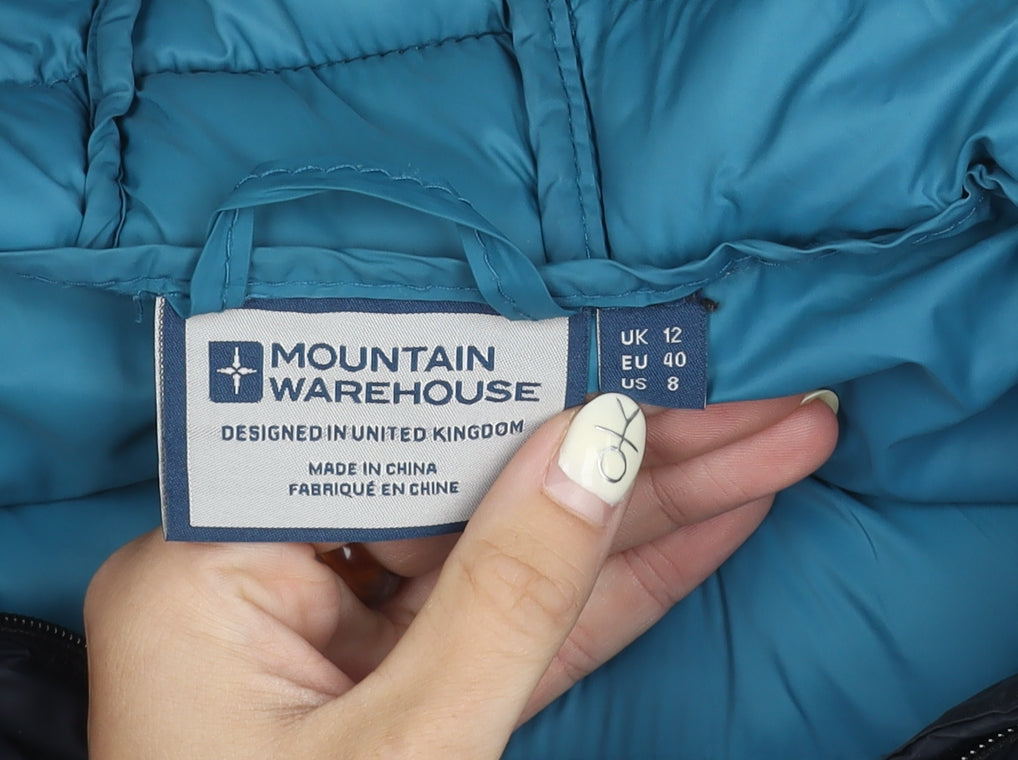 MOUNTAIN
WAREHOUSE
DESIGNED IN UNITED KINGDOM
MADE IN CHINA
FABRIQUÉ EN CHINE
UK 12
EU 40
US 8